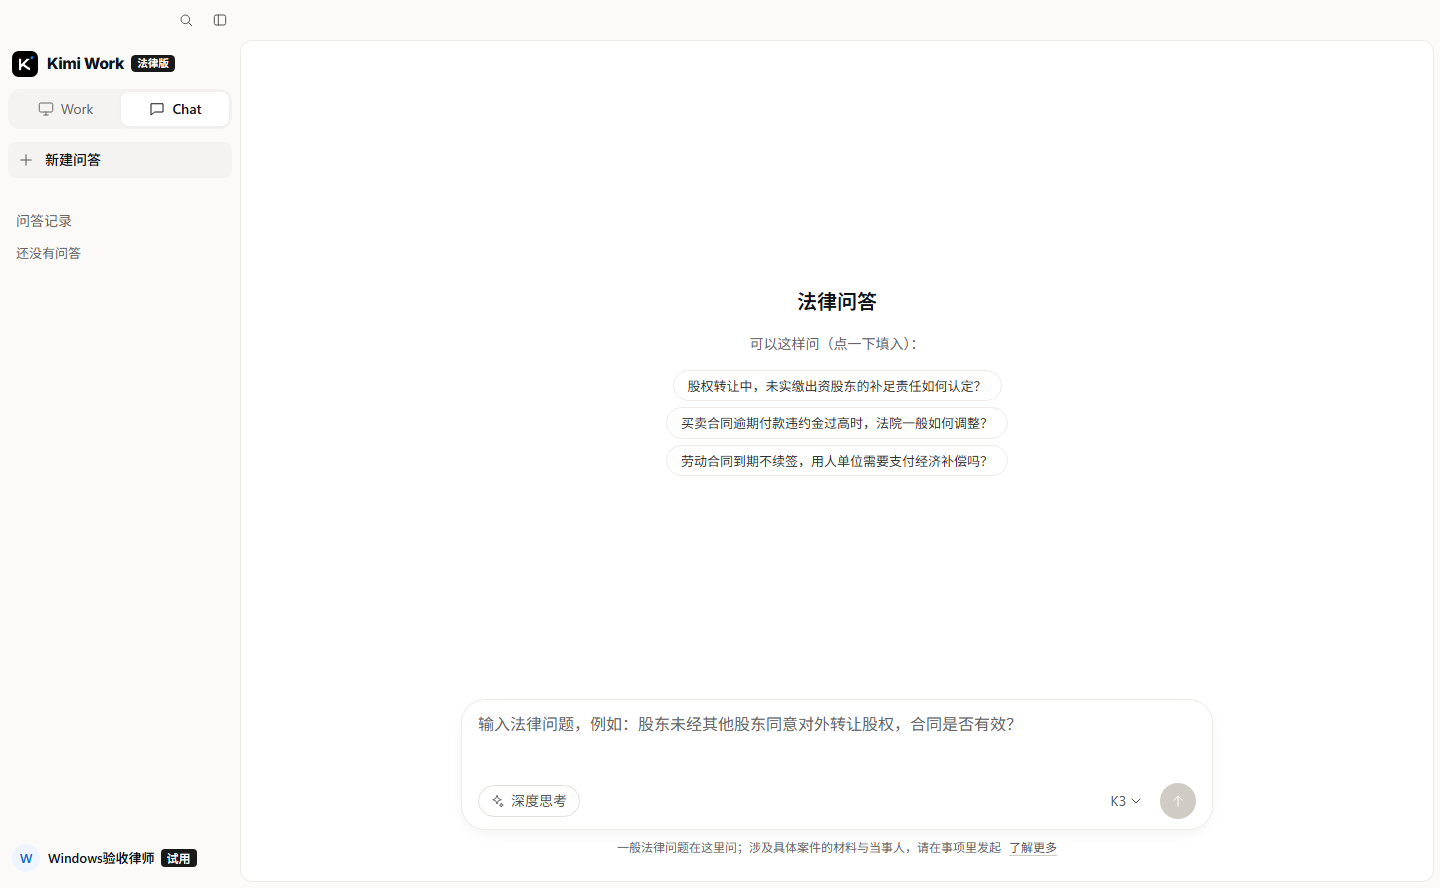 Kimi Work 法律版
Work
Chat
新建问答
问答记录
还没有问答
法律问答
可以这样问（点一下填入）：
股权转让中，未实缴出资股东的补足责任如何认定？
买卖合同逾期付款违约金过高时，法院一般如何调整？
劳动合同到期不续签，用人单位需要支付经济补偿吗？
输入法律问题，例如：股东未经其他股东同意对外转让股权，合同是否有效？
深度思考
K3
一般法律问题在这里问；涉及具体案件的材料与当事人，请在事项里发起 了解更多
W Windows验收律师 试用